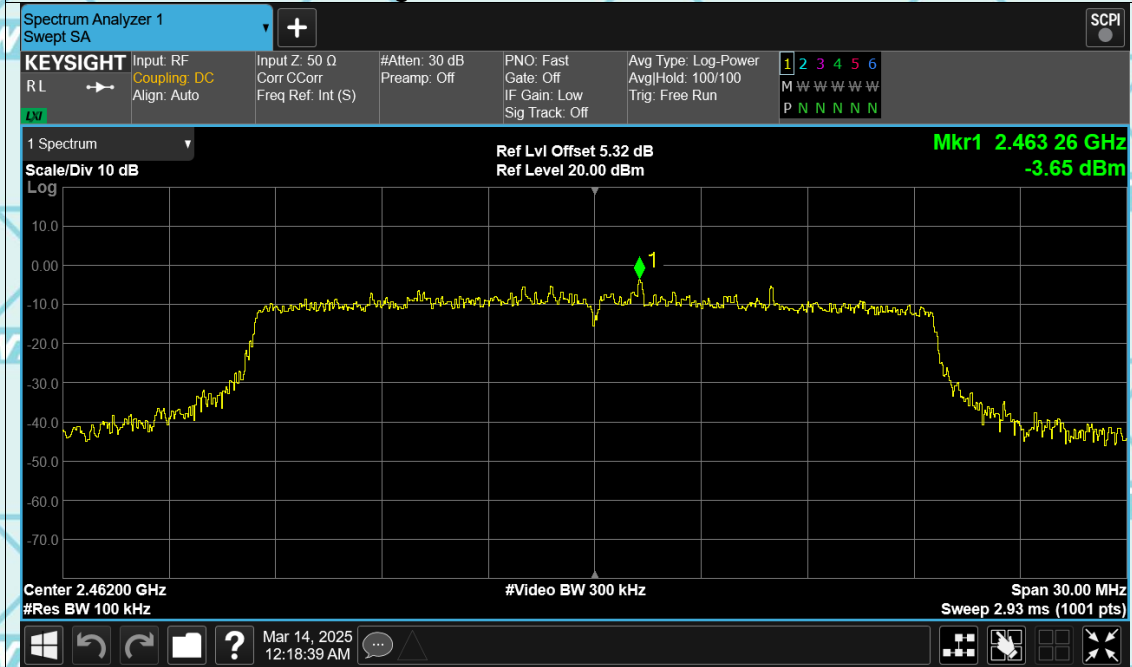 Spectrum Analyzer 1
Swept SA
+
SCPI
KEYSIGHT
RL
LXI
Input: RF
Coupling: DC
Align: Auto
Input Z: 50 Ω
Corr CCorr
Freq Ref: Int (S)
#Atten: 30 dB
Preamp: Off
PNO: Fast
Gate: Off
IF Gain: Low
Sig Track: Off
Avg Type: Log-Power
Avg|Hold: 100/100
Trig: Free Run
1 2 3 4 5 6
M W W W W W
P N N N N N
1 Spectrum
Scale/Div 10 dB
Log
Ref Lvl Offset 5.32 dB
Ref Level 20.00 dBm
Mkr1 2.463 26 GHz
-3.65 dBm
10.0
0.00
1
-10.0
-20.0
-30.0
-40.0
-50.0
-60.0
-70.0
Center 2.46200 GHz
#Video BW 300 kHz
Span 30.00 MHz
#Res BW 100 kHz
Sweep 2.93 ms (1001 pts)
?
Mar 14, 2025
12:18:39 AM